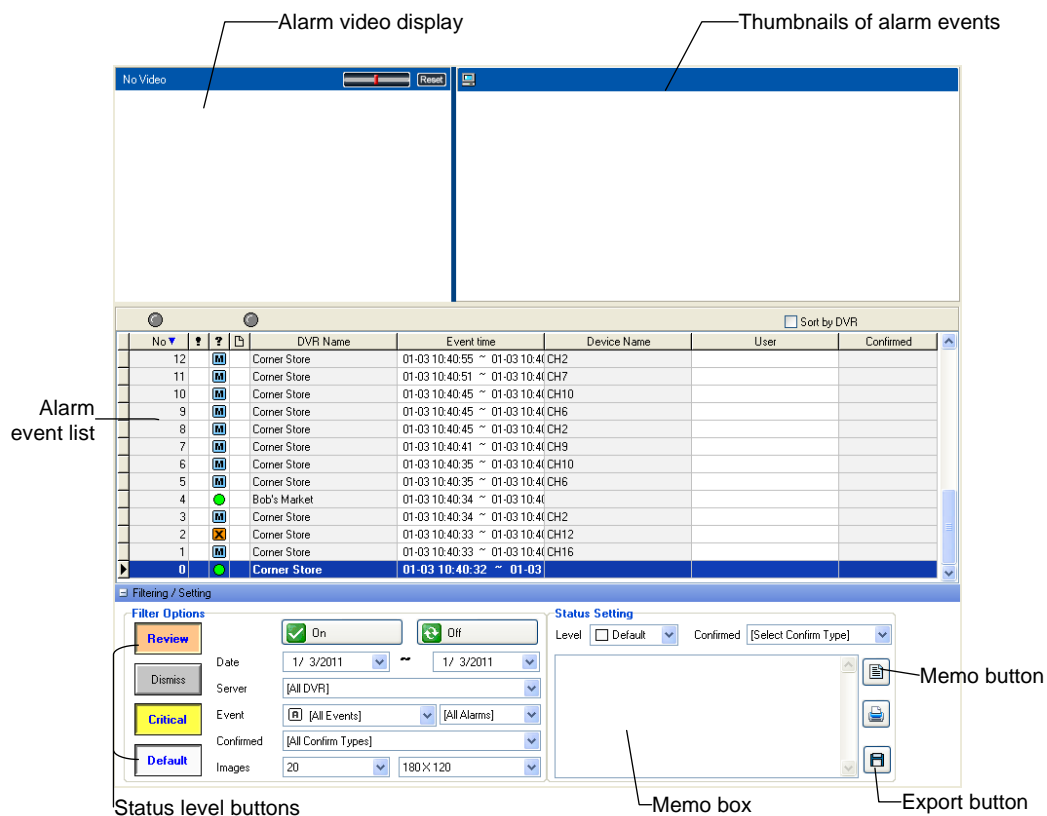 Alarm video display
Thumbnails of alarm events
No Video Reset
Sort by DVR
No ! ? DVR Name Event time Device Name User Confirmed
12 M Corner Store 01-03 10:40:55 ~ 01-03 10:4 CH2
11 M Corner Store 01-03 10:40:51 ~ 01-03 10:4 CH7
10 M Corner Store 01-03 10:40:45 ~ 01-03 10:4 CH10
9 M Corner Store 01-03 10:40:45 ~ 01-03 10:4 CH6
8 M Corner Store 01-03 10:40:45 ~ 01-03 10:4 CH2
7 M Corner Store 01-03 10:40:41 ~ 01-03 10:4 CH9
6 M Corner Store 01-03 10:40:35 ~ 01-03 10:4 CH10
5 M Corner Store 01-03 10:40:35 ~ 01-03 10:4 CH6
4 Bob's Market 01-03 10:40:34 ~ 01-03 10:4
3 M Corner Store 01-03 10:40:34 ~ 01-03 10:4 CH2
2 X Corner Store 01-03 10:40:33 ~ 01-03 10:4 CH12
1 M Corner Store 01-03 10:40:33 ~ 01-03 10:4 CH16
0 Corner Store 01-03 10:40:32 ~ 01-03
Alarm
event list
Filtering / Setting
Filter Options
Review
Dismiss
Critical
Default
On Off
Date 1/ 3/2011 ~ 1/ 3/2011
Server [All DVR]
Event A [All Events] [All Alarms]
Confirmed [All Confirm Types]
Images 20 180 X 120
Status Setting
Level Default Confirmed [Select Confirm Type]
Memo button
Status level buttons
Memo box
Export button